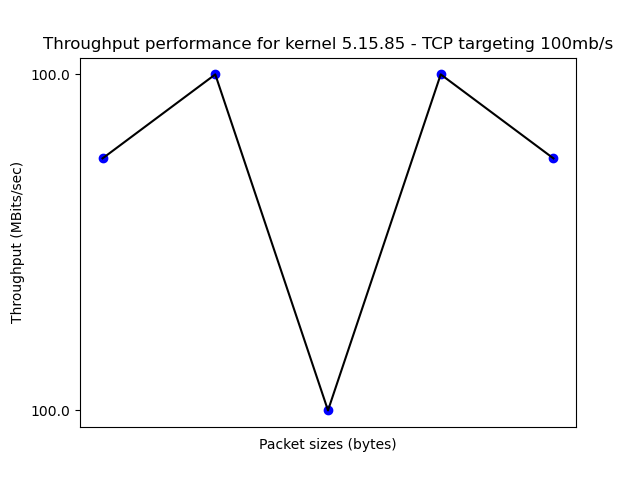 Throughput performance for kernel 5.15.85 - TCP targeting 100mb/s
100.0
Throughput (MBits/sec)
100.0
Packet sizes (bytes)